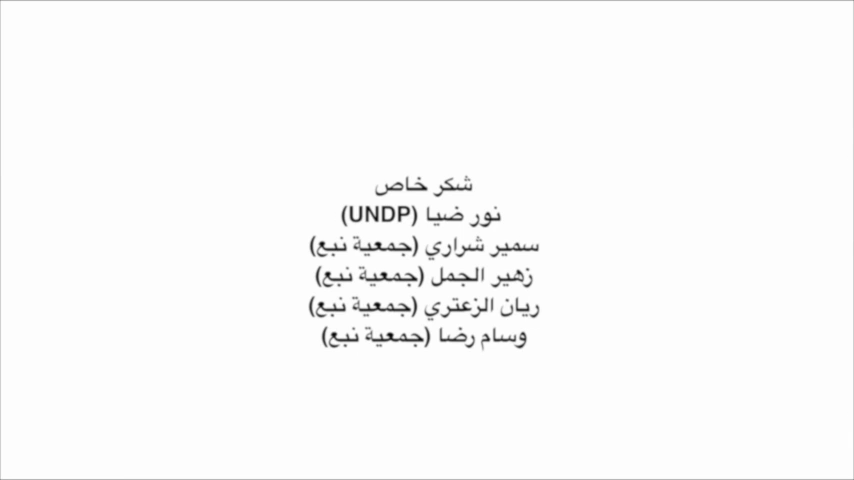 شكر خاص
نور ضيا (UNDP)
سمير شراري (جمعية نبع)
زهير الجمل (جمعية نبع)
ريان الزعتري (جمعية نبع)
وسام رضا (جمعية نبع)